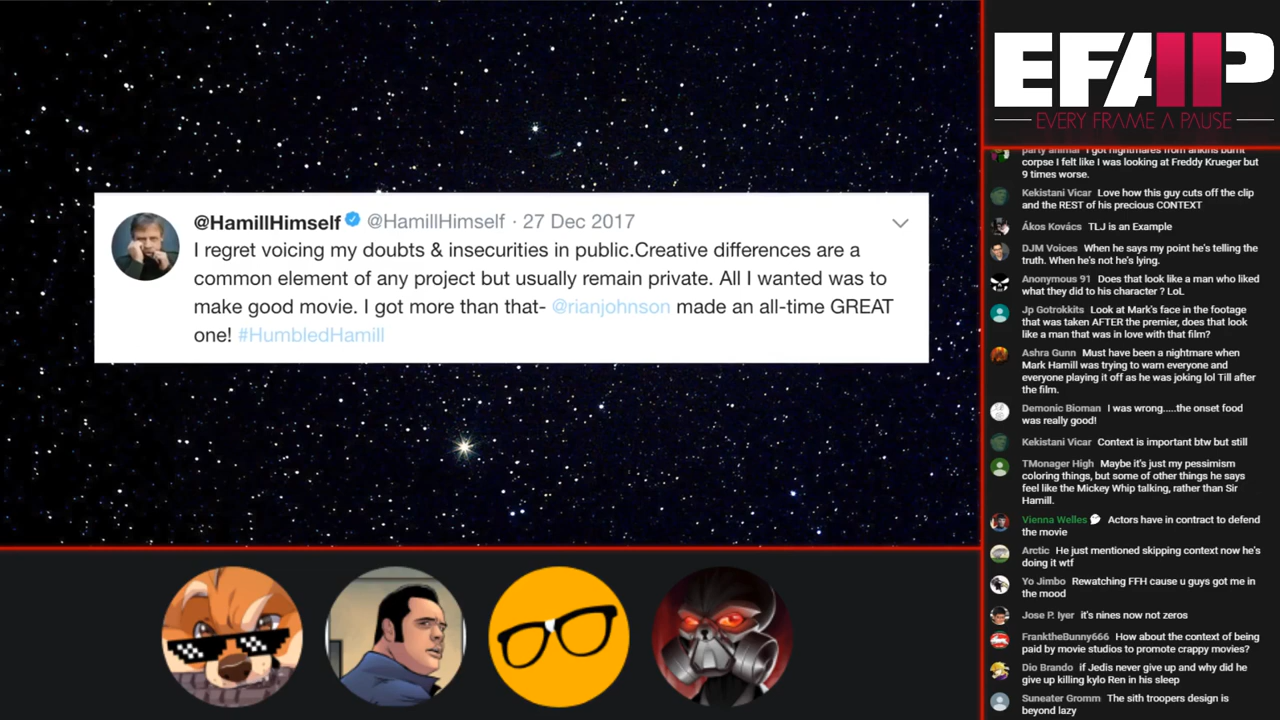 @HamillHimself @HamillHimself · 27 Dec 2017
I regret voicing my doubts & insecurities in public.Creative differences are a
common element of any project but usually remain private. All I wanted was to
make good movie. I got more than that- @rianjohnson made an all-time GREAT
one! #HumbledHamill
EFAP
EVERY FRAME A PAUSE
party animal I got nightmares from ankins burnt
corpse I felt like I was looking at Freddy Krueger but
9 times worse.
Kekistani Vicar Love how this guy cuts off the clip
and the REST of his precious CONTEXT
Ákos Kovács TLJ is an Example
DJM Voices When he says my point he's telling the
truth. When he's not he's lying.
Anonymous 91 Does that look like a man who liked
what they did to his character ? LoL
Jp Gotrokkits Look at Mark's face in the footage
that was taken AFTER the premier, does that look
like a man that was in love with that film?
Ashra Gunn Must have been a nightmare when
Mark Hamill was trying to warn everyone and
everyone playing it off as he was joking lol Till after
the film.
Demonic Bioman I was wrong.....the onset food
was really good!
Kekistani Vicar Context is important btw but still
TMonager High Maybe it's just my pessimism
coloring things, but some of other things he says
feel like the Mickey Whip talking, rather than Sir
Hamill.
Vienna Welles Actors have in contract to defend
the movie
Arctic He just mentioned skipping context now he's
doing it wtf
Yo Jimbo Rewatching FFH cause u guys got me in
the mood
Jose P. Iyer it's nines now not zeros
FranktheBunny666 How about the context of being
paid by movie studios to promote crappy movies?
Dio Brando if Jedis never give up and why did he
give up killing kylo Ren in his sleep
Suneater Gromm The sith troopers design is
beyond lazy